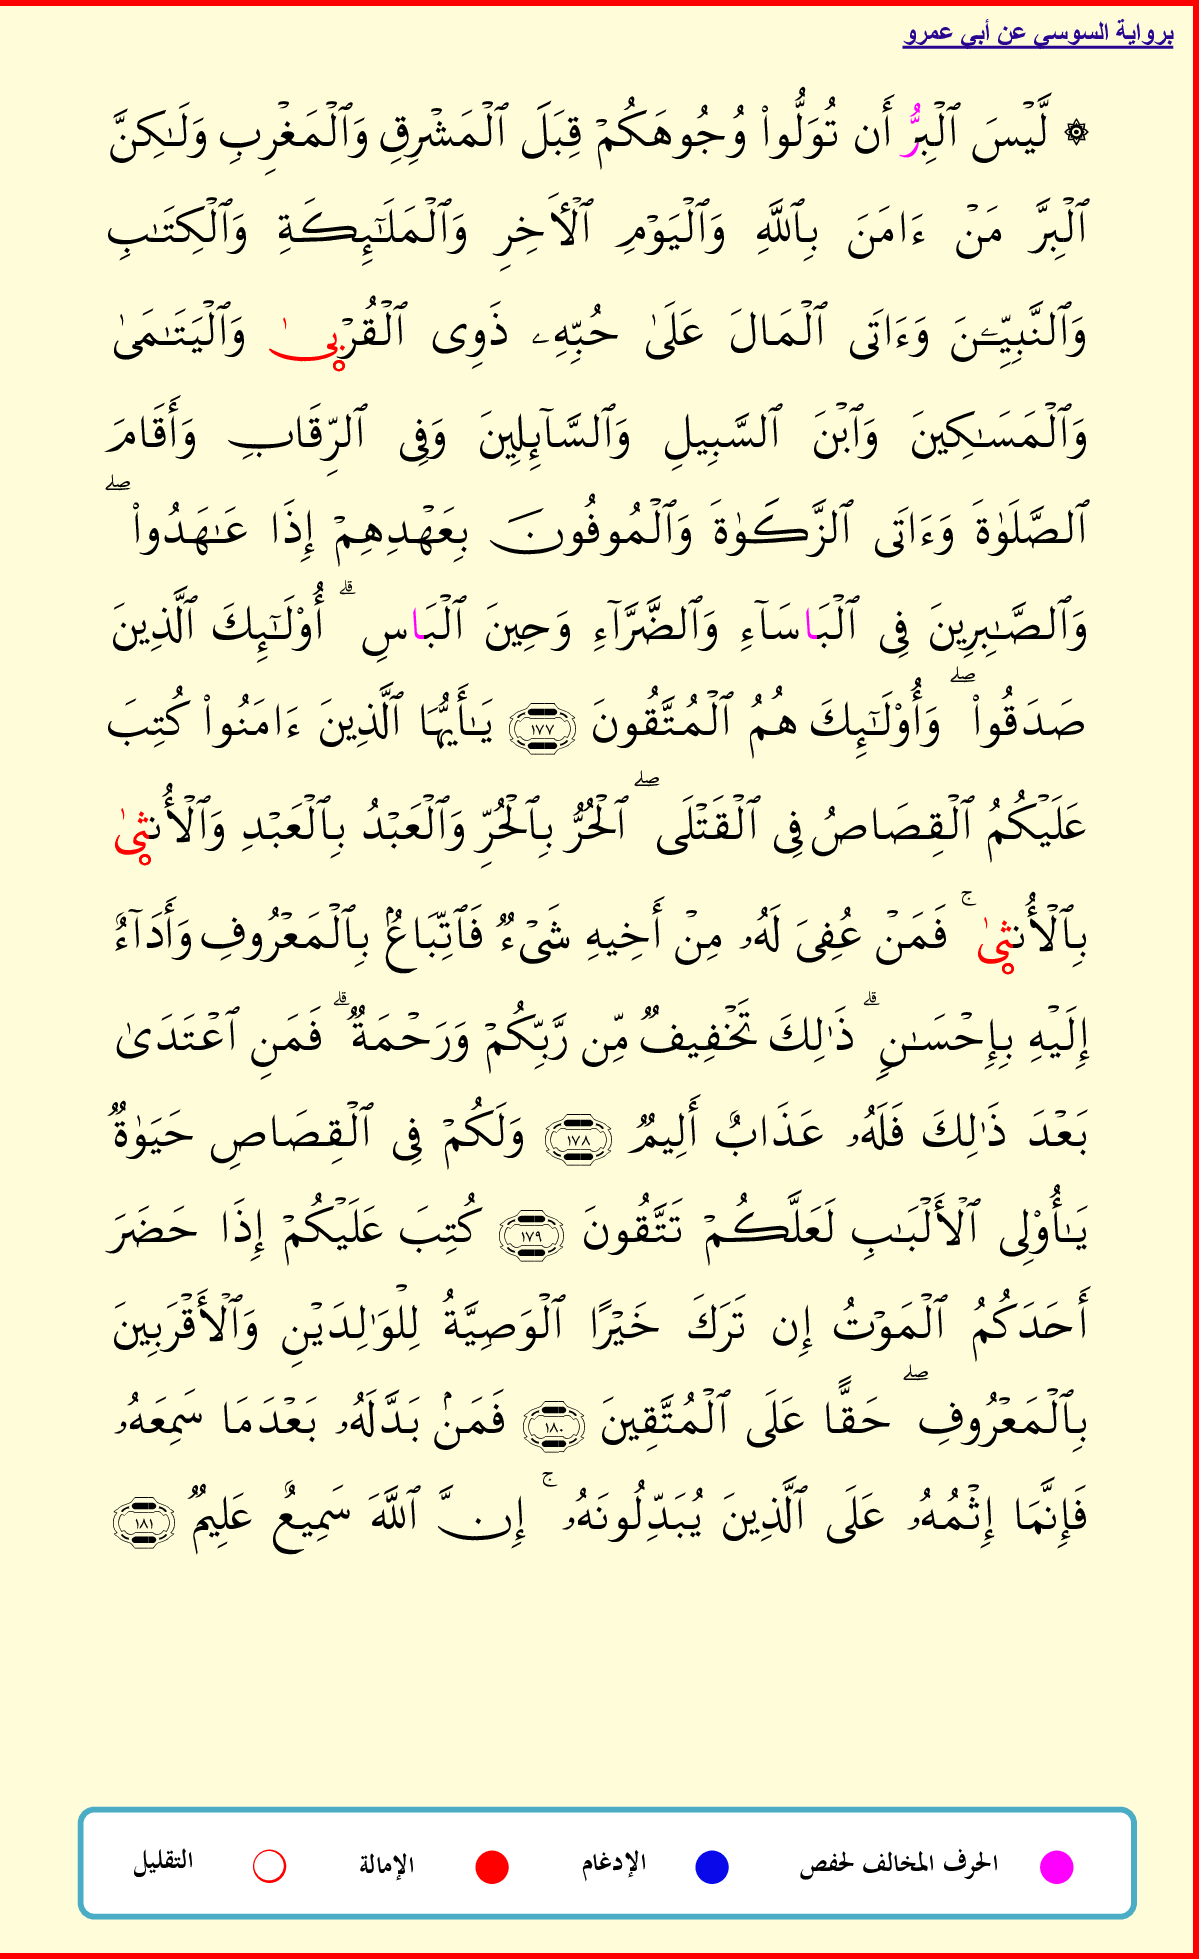 برواية السوسي عن أبي عمرو
۞ لَّيۡسَ ٱلۡبِرُّ أَن تُوَلُّواْ وُجُوهَكُمۡ قِبَلَ ٱلۡمَشۡرِقِ وَٱلۡمَغۡرِبِ وَلَٰكِنَّ
ٱلۡبِرَّ مَنۡ ءَامَنَ بِٱللَّهِ وَٱلۡيَوۡمِ ٱلۡأٓخِرِ وَٱلۡمَلَٰٓئِكَةِ وَٱلۡكِتَٰبِ
وَٱلنَّبِيِّـۧنَ وَءَاتَى ٱلۡمَالَ عَلَىٰ حُبِّهِۦ ذَوِى ٱلۡقُرۡبىٰ وَٱلۡيَتَٰمَىٰ
وَٱلۡمَسَٰكِينَ وَٱبۡنَ ٱلسَّبِيلِ وَٱلسَّآئِلِينَ وَفِى ٱلرِّقَابِ وَأَقَامَ
ٱلصَّلَوٰةَ وَءَاتَى ٱلزَّكَوٰةَ وَٱلۡمُوفُونَ بِعَهۡدِهِمۡ إِذَا عَٰهَدُواْۖ
وَٱلصَّٰبِرِينَ فِى ٱلۡبَاسَآءِ وَٱلضَّرَّآءِ وَحِينَ ٱلۡبَاسِۗ أُوْلَٰٓئِكَ ٱلَّذِينَ
صَدَقُواْۖ وَأُوْلَٰٓئِكَ هُمُ ٱلۡمُتَّقُونَ ١٧٧ يَٰٓأَيُّهَا ٱلَّذِينَ ءَامَنُواْ كُتِبَ
عَلَيۡكُمُ ٱلۡقِصَاصُ فِى ٱلۡقَتۡلَىۖ ٱلۡحُرُّ بِٱلۡحُرِّ وَٱلۡعَبۡدُ بِٱلۡعَبۡدِ وَٱلۡأُنثىٰ
بِٱلۡأُنثىٰۚ فَمَنۡ عُفِىَ لَهُۥ مِنۡ أَخِيهِ شَىۡءٌ فَٱتِّبَاعُۢ بِٱلۡمَعۡرُوفِ وَأَدَآءٌ
إِلَيۡهِ بِإِحۡسَٰنٍۗ ذَٰلِكَ تَخۡفِيفٌ مِّن رَّبِّكُمۡ وَرَحۡمَةٌۗ فَمَنِ ٱعۡتَدَىٰ
بَعۡدَ ذَٰلِكَ فَلَهُۥ عَذَابٌ أَلِيمٌ ١٧٨ وَلَكُمۡ فِى ٱلۡقِصَاصِ حَيَوٰةٌ
يَٰٓأُوْلِى ٱلۡأَلۡبَٰبِ لَعَلَّكُمۡ تَتَّقُونَ ١٧٩ كُتِبَ عَلَيۡكُمۡ إِذَا حَضَرَ
أَحَدَكُمُ ٱلۡمَوۡتُ إِن تَرَكَ خَيۡرًا ٱلۡوَصِيَّةُ لِلۡوَٰلِدَيۡنِ وَٱلۡأَقۡرَبِينَ
بِٱلۡمَعۡرُوفِۖ حَقًّا عَلَى ٱلۡمُتَّقِينَ ١٨٠ فَمَنۢ بَدَّلَهُۥ بَعۡدَ مَا سَمِعَهُۥ
فَإِنَّمَا إِثۡمُهُۥ عَلَى ٱلَّذِينَ يُبَدِّلُونَهُۥۚ إِنَّ ٱللَّهَ سَمِيعٌ عَلِيمٌ ١٨١
الحرف المخالف لحفص الإدغام الإمالة التقليل